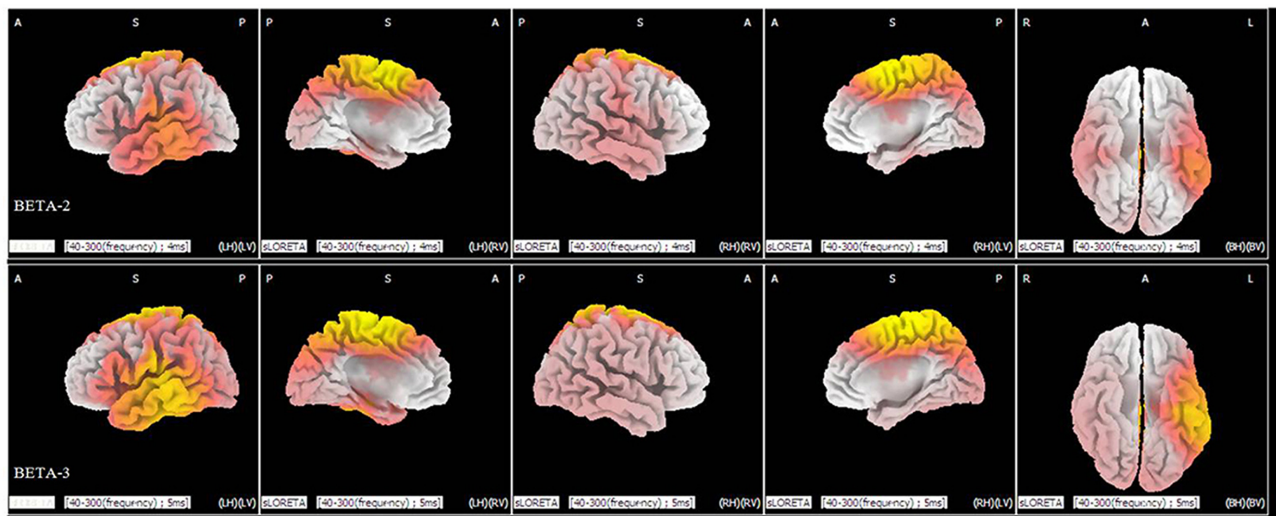 A S P
P S A
P S A
A S P
R A L
BETA-2
[40-300(frequncy) ; 4ms] (LH)(LV)
sLORETA [40-300(frequncy) ; 4ms] (LH)(RV)
sLORETA [40-300(frequncy) ; 4ms] (RH)(RV)
sLORETA [40-300(frequncy) ; 4ms] (RH)(LV)
sLORETA [40-300(frequncy) ; 4ms] (BH)(BV)
A S P
P S A
P S A
A S P
R A L
BETA-3
[40-300(frequncy) ; 5ms] (LH)(LV)
sLORETA [40-300(frequncy) ; 5ms] (LH)(RV)
sLORETA [40-300(frequncy) ; 5ms] (RH)(RV)
sLORETA [40-300(frequncy) ; 5ms] (RH)(LV)
sLORETA [40-300(frequncy) ; 5ms] (BH)(BV)